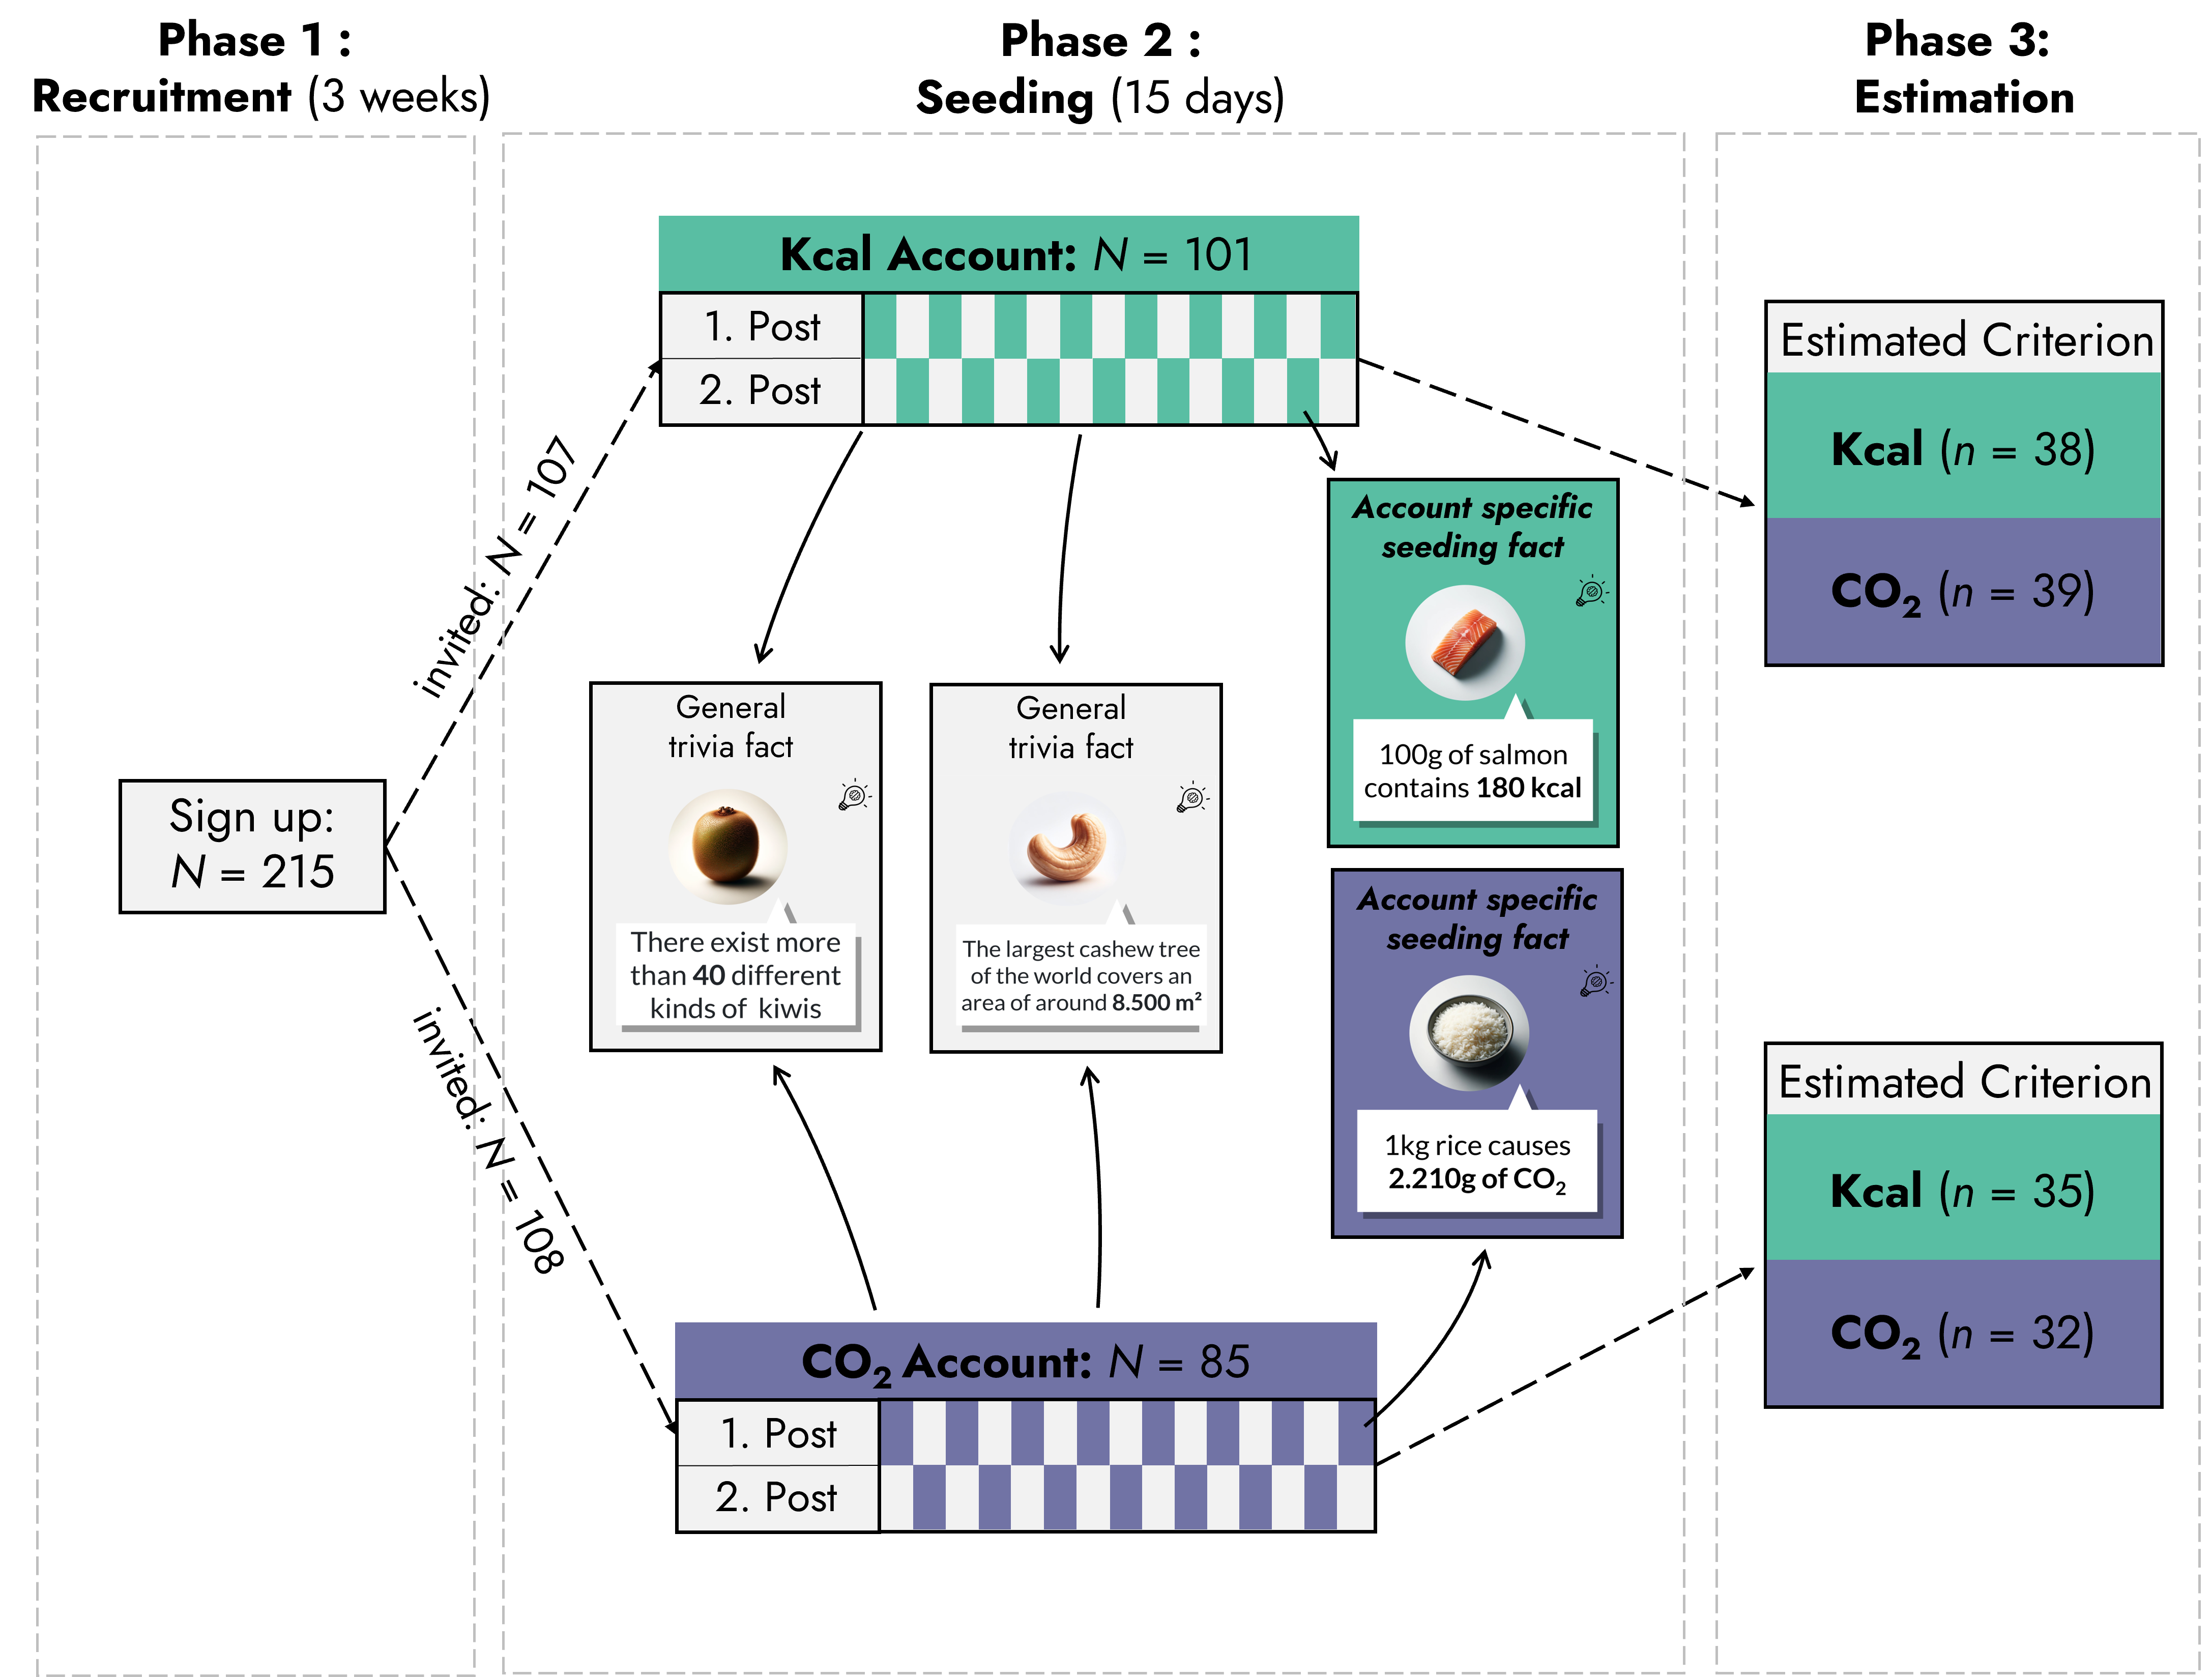 Phase 1 :
Recruitment (3 weeks)
Phase 2 :
Seeding (15 days)
Phase 3:
Estimation
Sign up:
N = 215
invited: N = 107
invited: N = 108
Kcal Account: N = 101
1. Post
2. Post
General
trivia fact
There exist more
than 40 different
kinds of kiwis
General
trivia fact
The largest cashew tree
of the world covers an
area of around 8.500 m²
Account specific
seeding fact
100g of salmon
contains 180 kcal
Account specific
seeding fact
1kg rice causes
2.210g of CO₂
CO₂ Account: N = 85
1. Post
2. Post
Estimated Criterion
Kcal (n = 38)
CO₂ (n = 39)
Estimated Criterion
Kcal (n = 35)
CO₂ (n = 32)